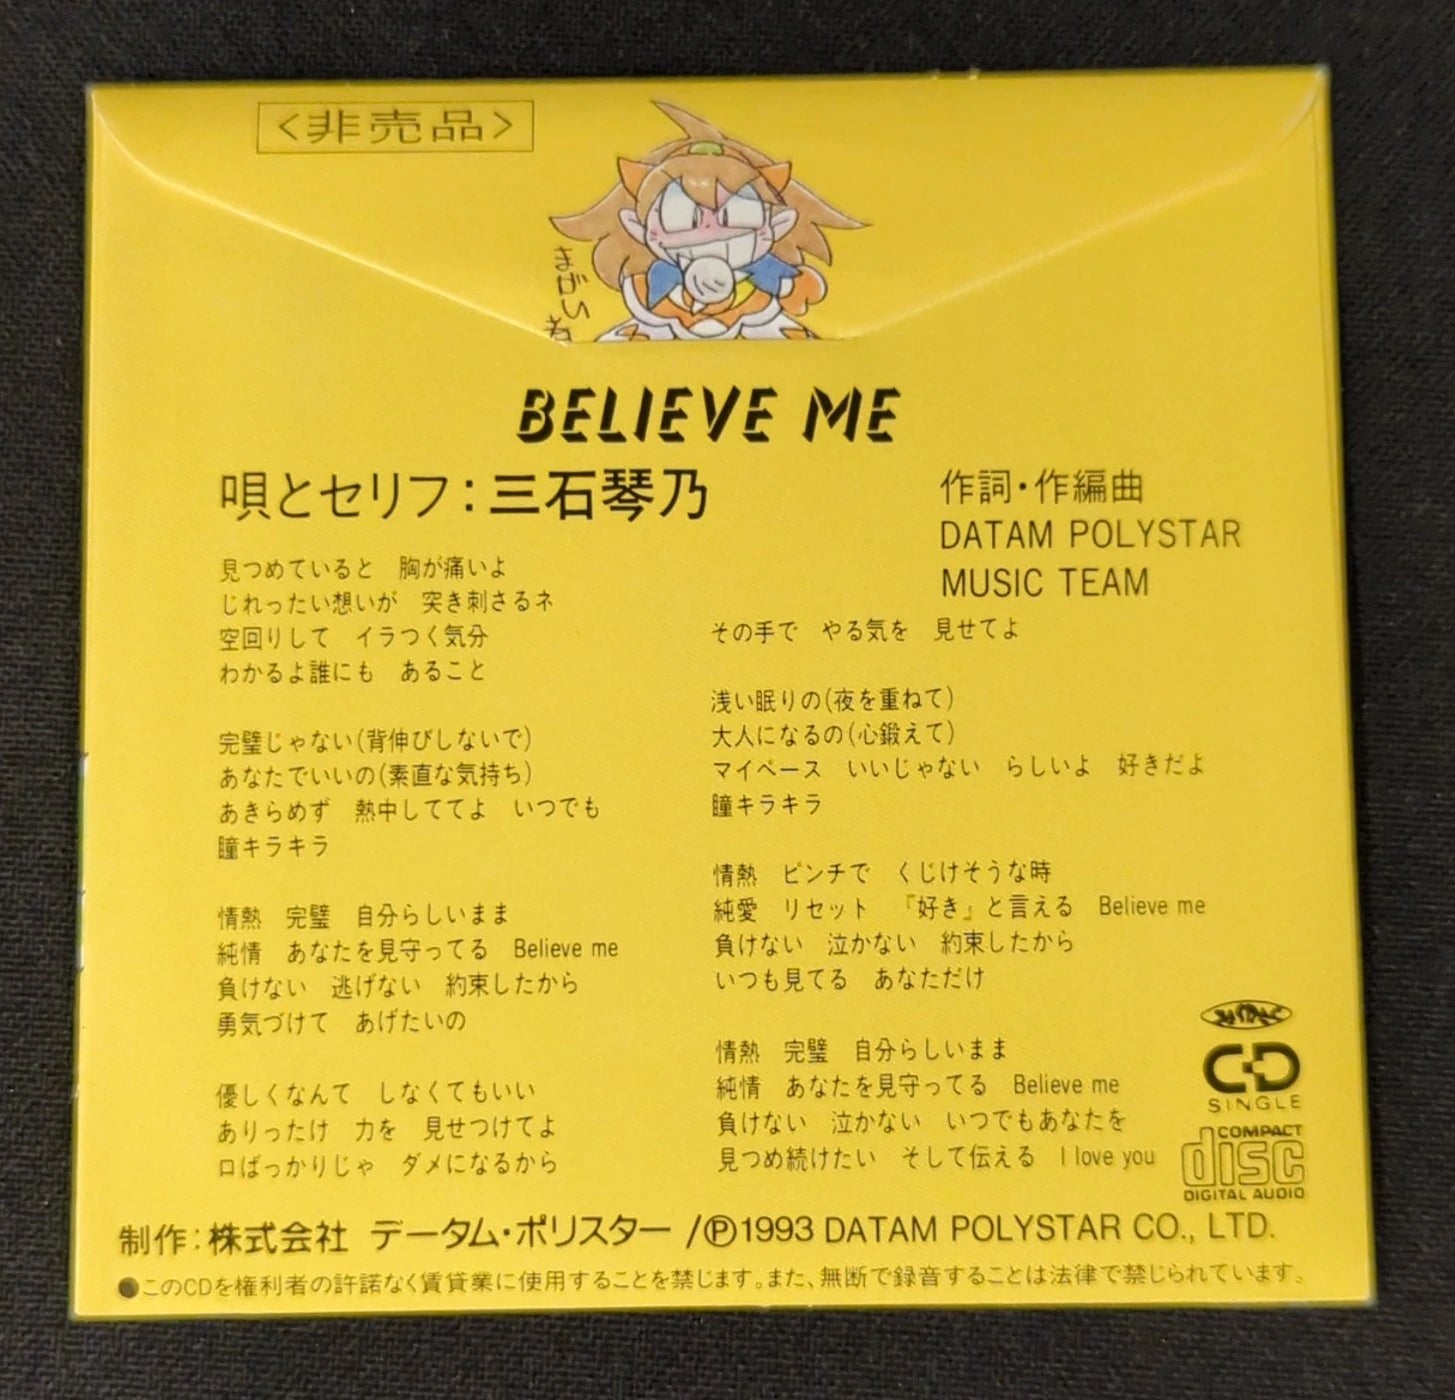 <非売品>
まがい
BELIEVE ME
唄とセリフ:三石琴乃
作詞・作編曲
DATAM POLYSTAR
MUSIC TEAM
見つめていると　胸が痛いよ
じれったい想いが　突き刺さるネ
空回りして　イラつく気分
わかるよ誰にも　あること
完璧じゃない(背伸びしないで)
あなたでいいの(素直な気持ち)
あきらめず　熱中しててよ　いつでも
瞳キラキラ
情熱　完璧　自分らしいまま
純情　あなたを見守ってる　Believe me
負けない　逃げない　約束したから
勇気づけて　あげたいの
優しくなんて　しなくてもいい
ありったけ　力を　見せつけてよ
口ばっかりじゃ　ダメになるから
その手で　やる気を　見せてよ
浅い眠りの(夜を重ねて)
大人になるの(心鍛えて)
マイペース　いいじゃない　らしいよ　好きだよ
瞳キラキラ
情熱　ピンチで　くじけそうな時
純愛　リセット　『好き』と言える　Believe me
負けない　泣かない　約束したから
いつも見てる　あなただけ
情熱　完璧　自分らしいまま
純情　あなたを見守ってる　Believe me
負けない　泣かない　いつでもあなたを
見つめ続けたい　そして伝える　I love you
CD
SINGLE
COMPACT
disc
DIGITAL AUDIO
制作:株式会社 データム・ポリスター /Ⓟ1993 DATAM POLYSTAR CO., LTD.
●このCDを権利者の許諾なく賃貸業に使用することを禁じます。また、無断で録音することは法律で禁じられています。